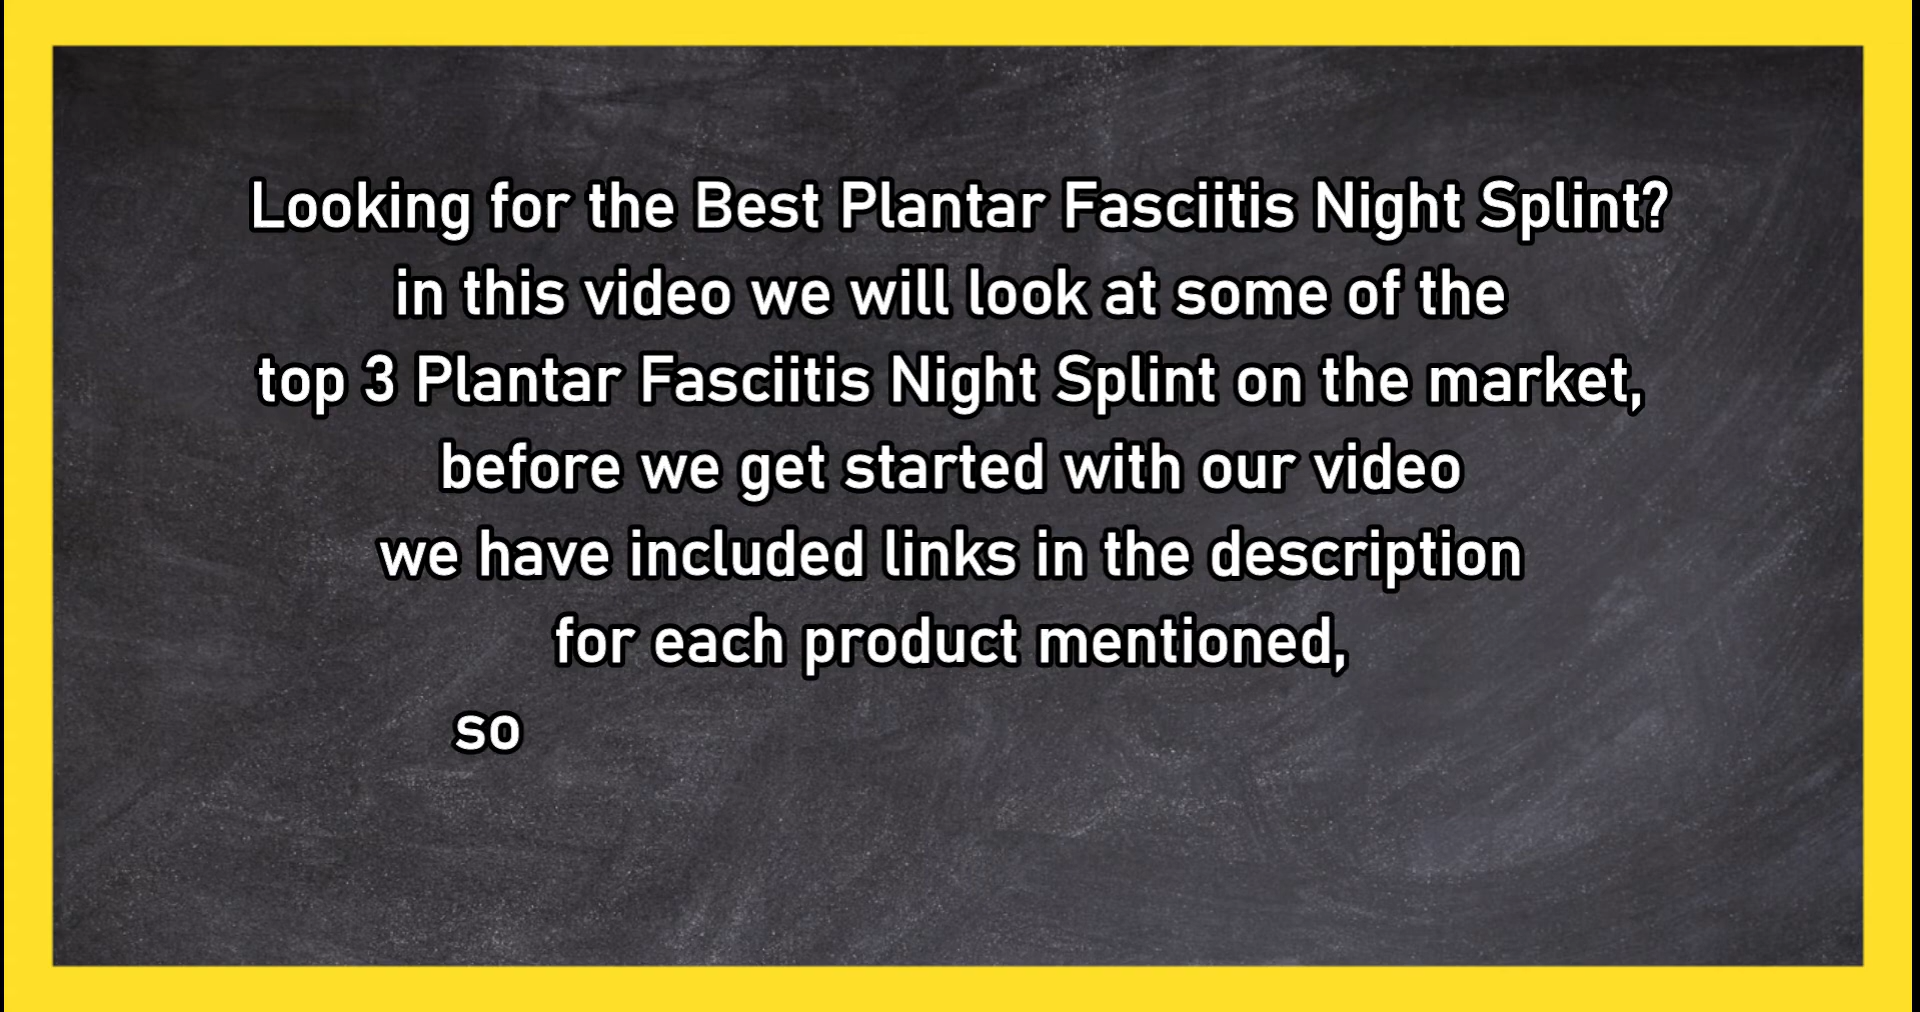 Looking for the Best Plantar Fasciitis Night Splint?
in this video we will look at some of the
top 3 Plantar Fasciitis Night Splint on the market,
before we get started with our video
we have included links in the description
for each product mentioned,
so